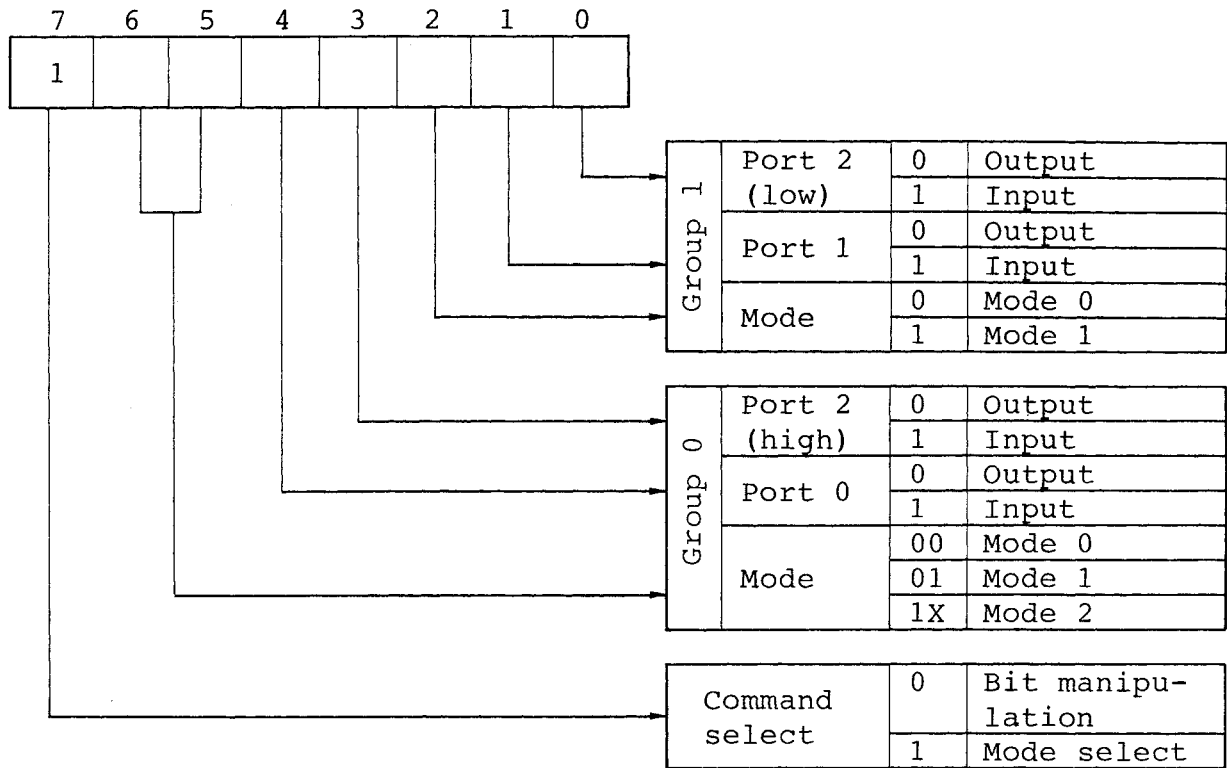 7 6 5 4 3 2 1 0
1
Group 1
Port 2 (low)
0 Output
1 Input
Port 1
0 Output
1 Input
Mode
0 Mode 0
1 Mode 1
Group 0
Port 2 (high)
0 Output
1 Input
Port 0
0 Output
1 Input
Mode
00 Mode 0
01 Mode 1
1X Mode 2
Command select
0 Bit manipu-
lation
1 Mode select